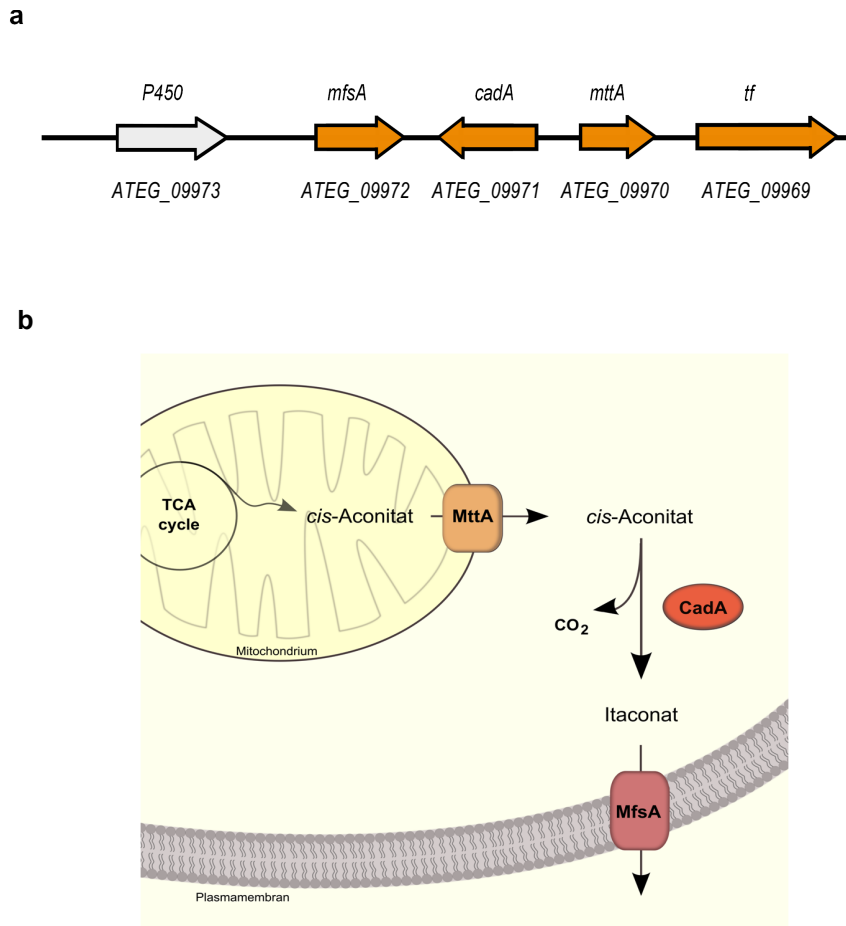 a
P450 mfsA cadA mttA tf
ATEG_09973 ATEG_09972 ATEG_09971 ATEG_09970 ATEG_09969
b
TCA
cycle
cis-Aconitat
MttA
cis-Aconitat
CadA
CO2
Mitochondrium
Itaconat
MfsA
Plasmamembran